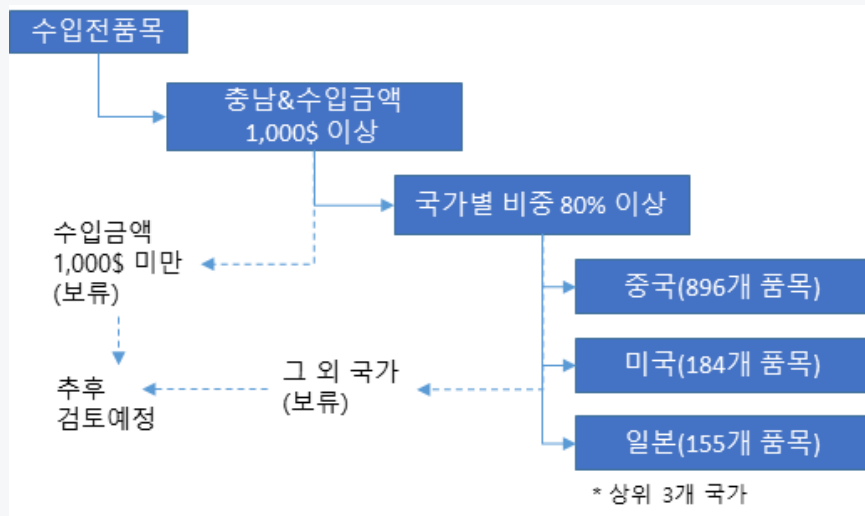 수입전품목
충남&수입금액
1,000$ 이상
국가별 비중 80% 이상
수입금액
1,000$ 미만
(보류)
중국(896개 품목)
미국(184개 품목)
그 외 국가
(보류)
추후
검토예정
일본(155개 품목)
* 상위 3개 국가